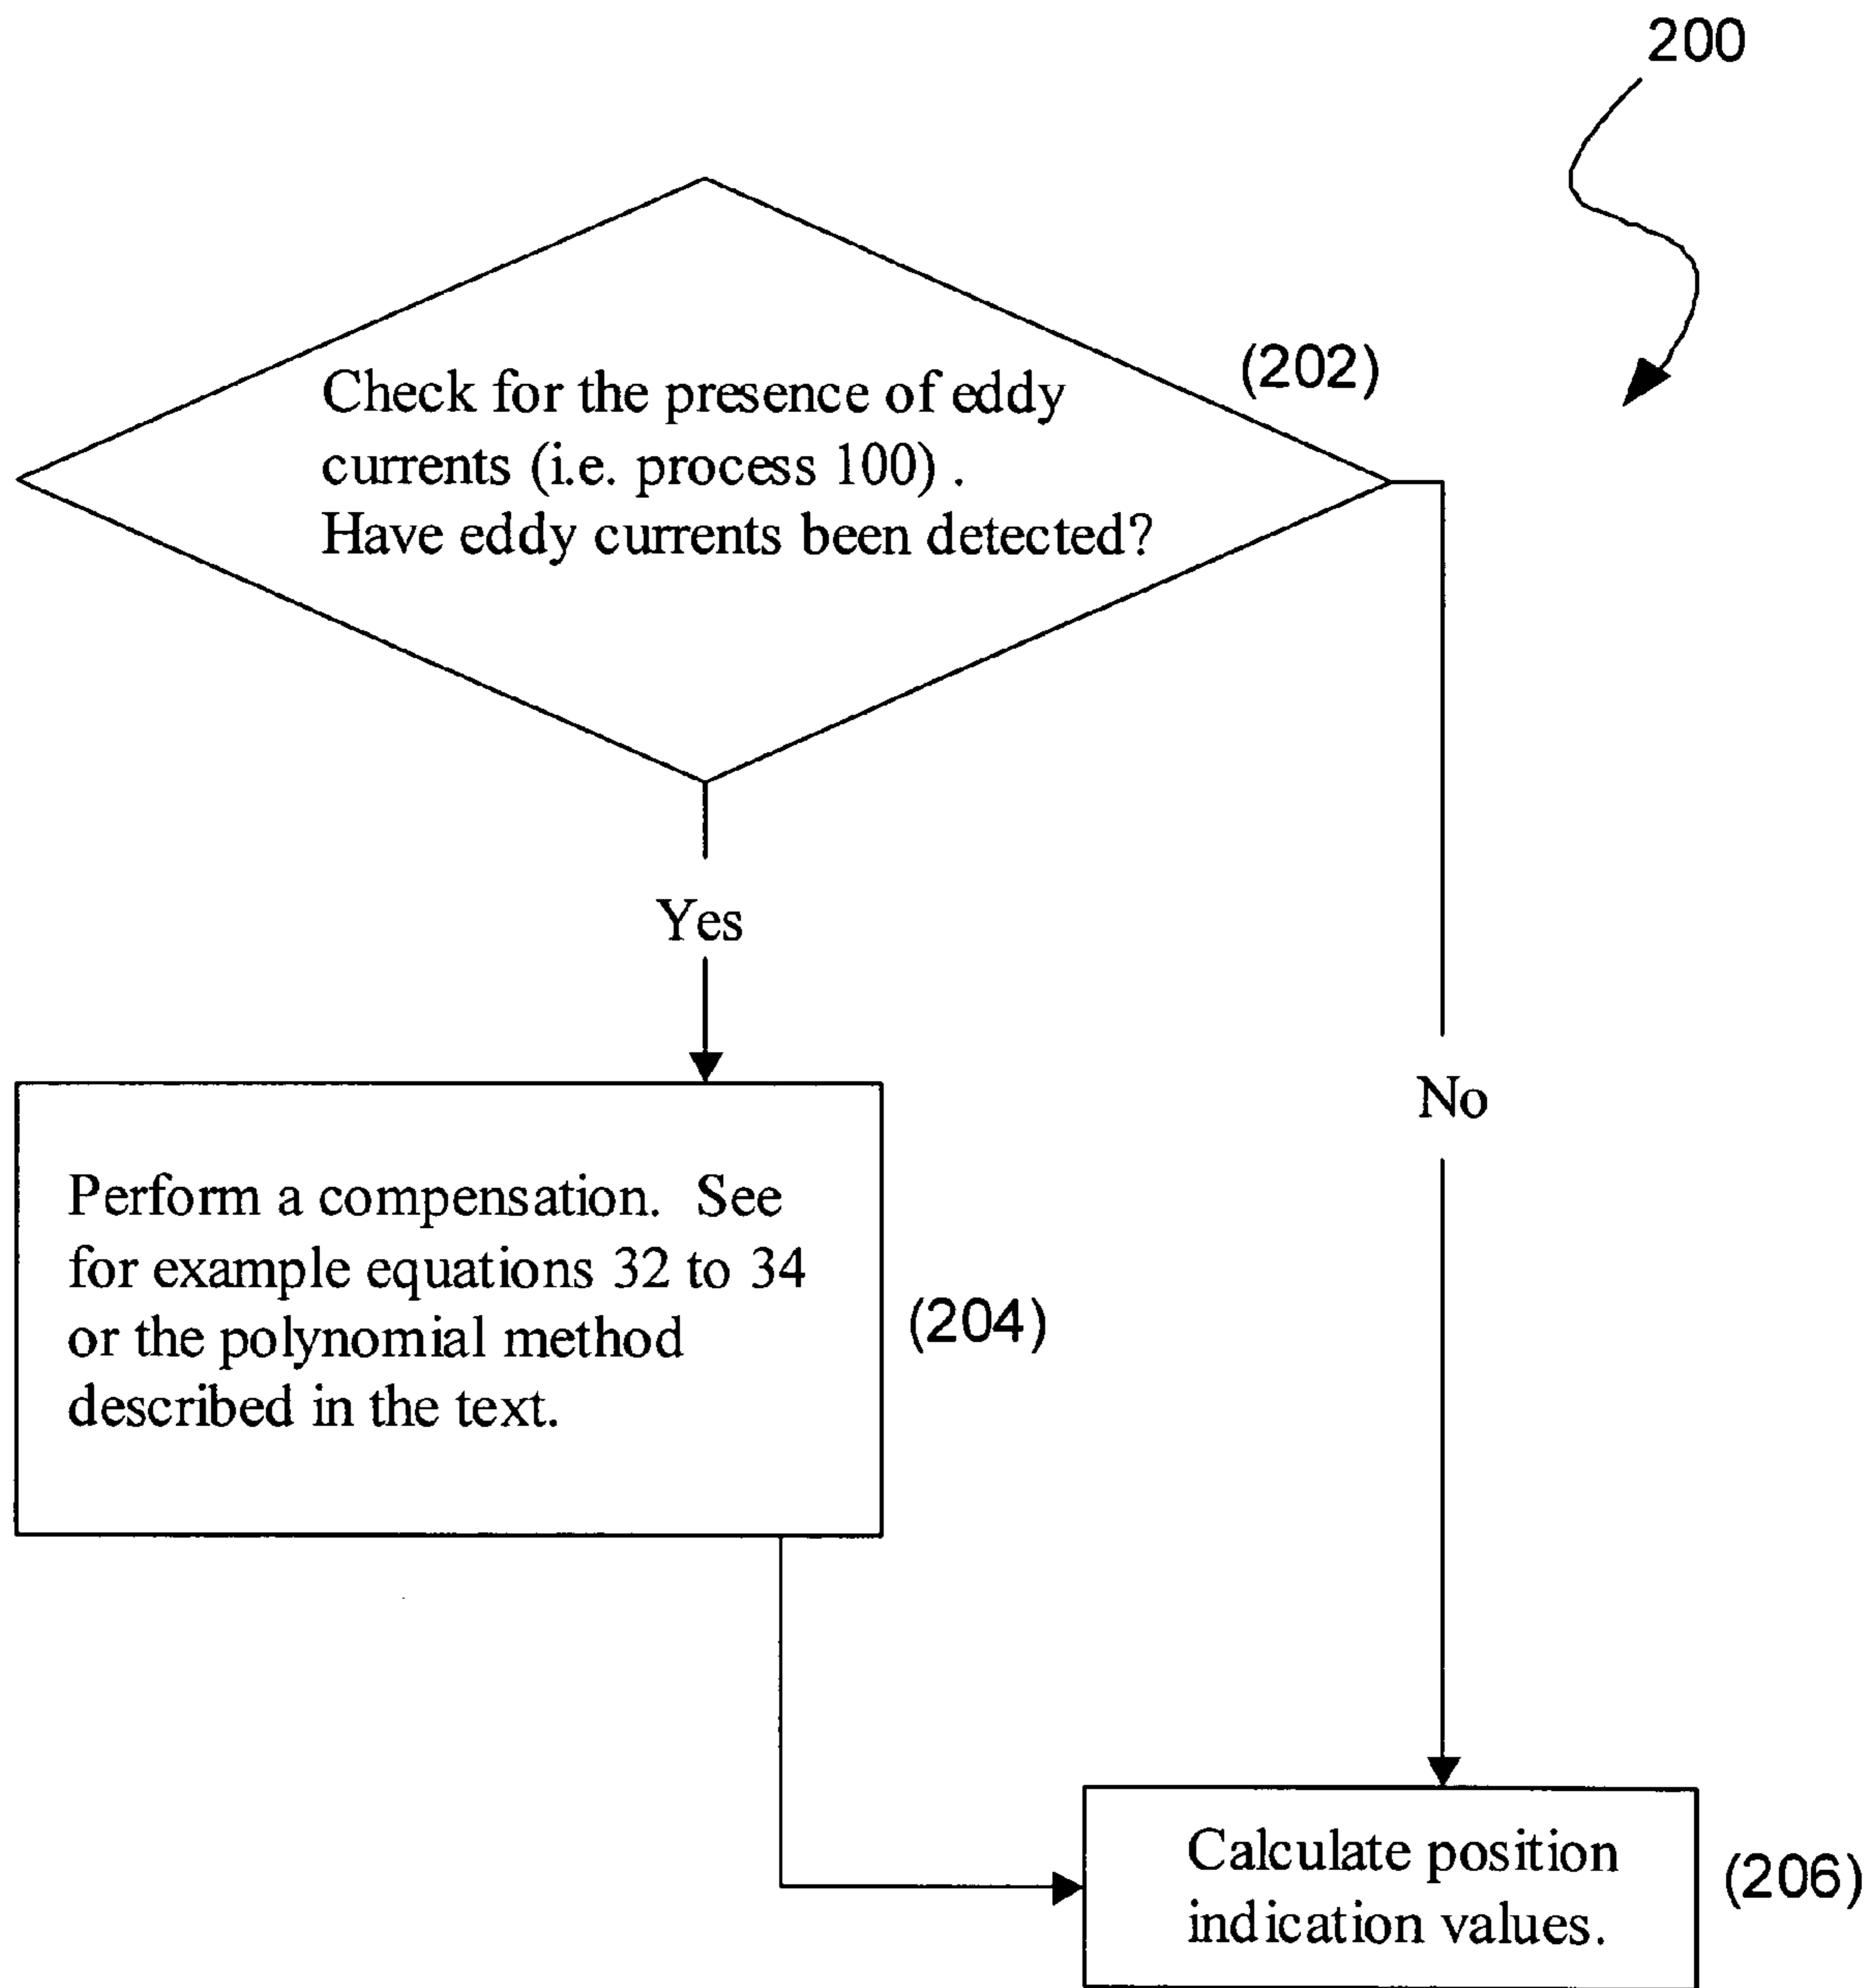 200
(202)
Check for the presence of eddy
currents (i.e. process 100) .
Have eddy currents been detected?
Yes
No
Perform a compensation. See
for example equations 32 to 34
or the polynomial method
described in the text.
(204)
Calculate position
indication values.
(206)